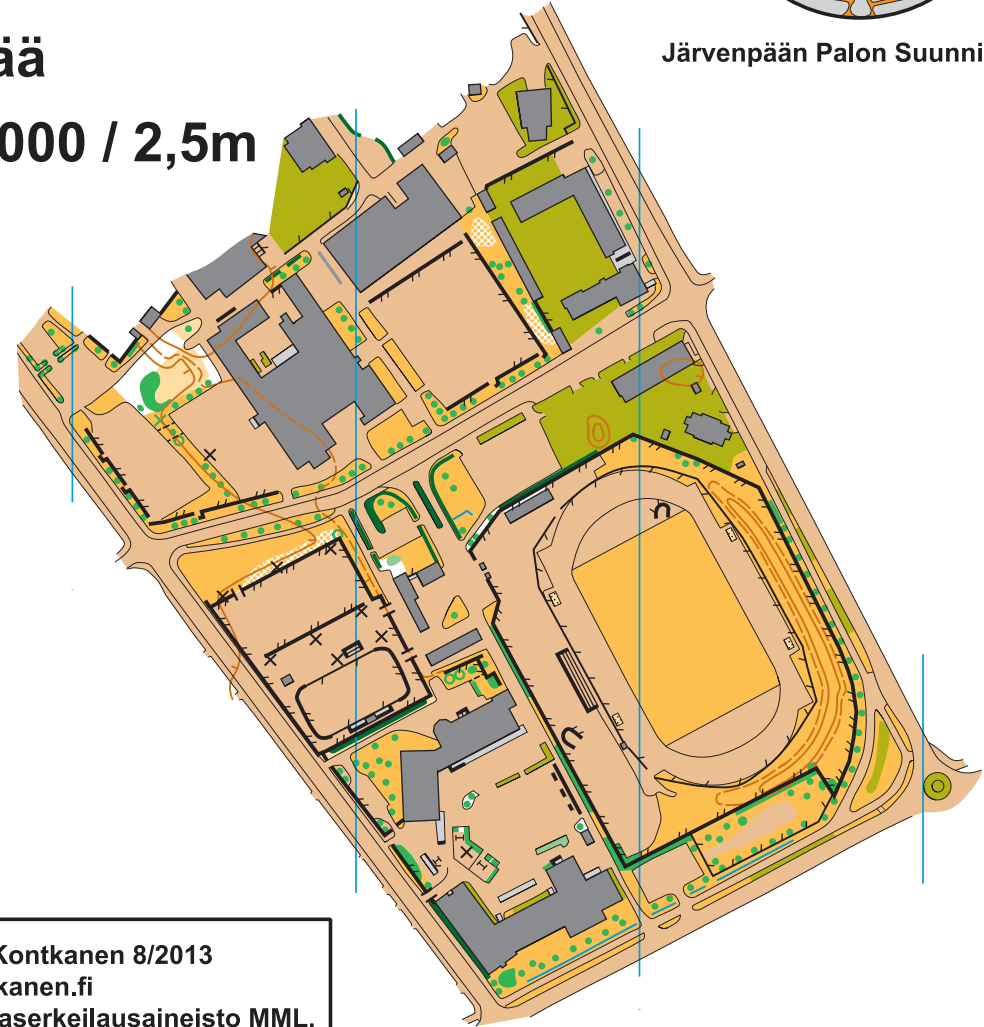 ää
Järvenpään Palon Suunni
000 / 2,5m
Kontkanen 8/2013
kanen.fi
aserkeilausaineisto MML.